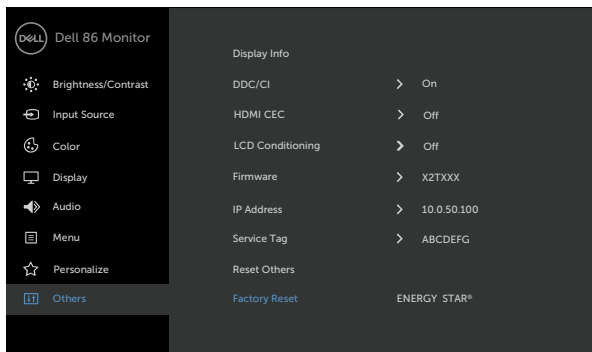 DELL Dell 86 Monitor
Brightness/Contrast
Input Source
Color
Display
Audio
Menu
Personalize
Others
Display Info
DDC/CI > On
HDMI CEC > Off
LCD Conditioning > Off
Firmware > X2TXXX
IP Address > 10.0.50.100
Service Tag > ABCDEFG
Reset Others
Factory Reset ENERGY STAR®